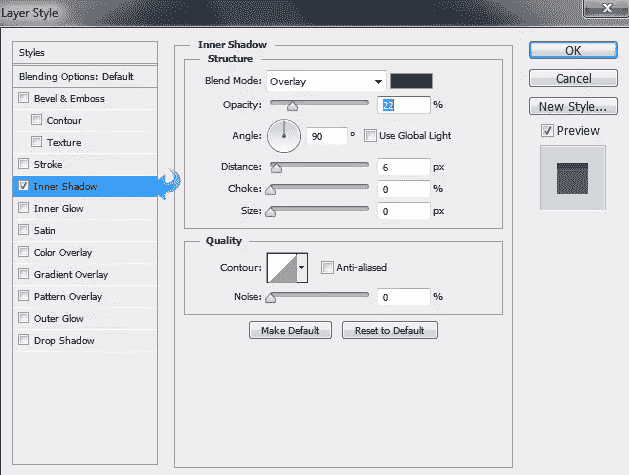 Layer Style
x
Styles
Blending Options: Default
Bevel & Emboss
Contour
Texture
Stroke
Inner Shadow
Inner Glow
Satin
Color Overlay
Gradient Overlay
Pattern Overlay
Outer Glow
Drop Shadow
Inner Shadow
Structure
Blend Mode: Overlay
Opacity: 22 %
Angle: 90 ° Use Global Light
Distance: 6 px
Choke: 0 %
Size: 0 px
Quality
Contour: Anti-aliased
Noise: 0 %
Make Default Reset to Default
OK
Cancel
New Style...
Preview